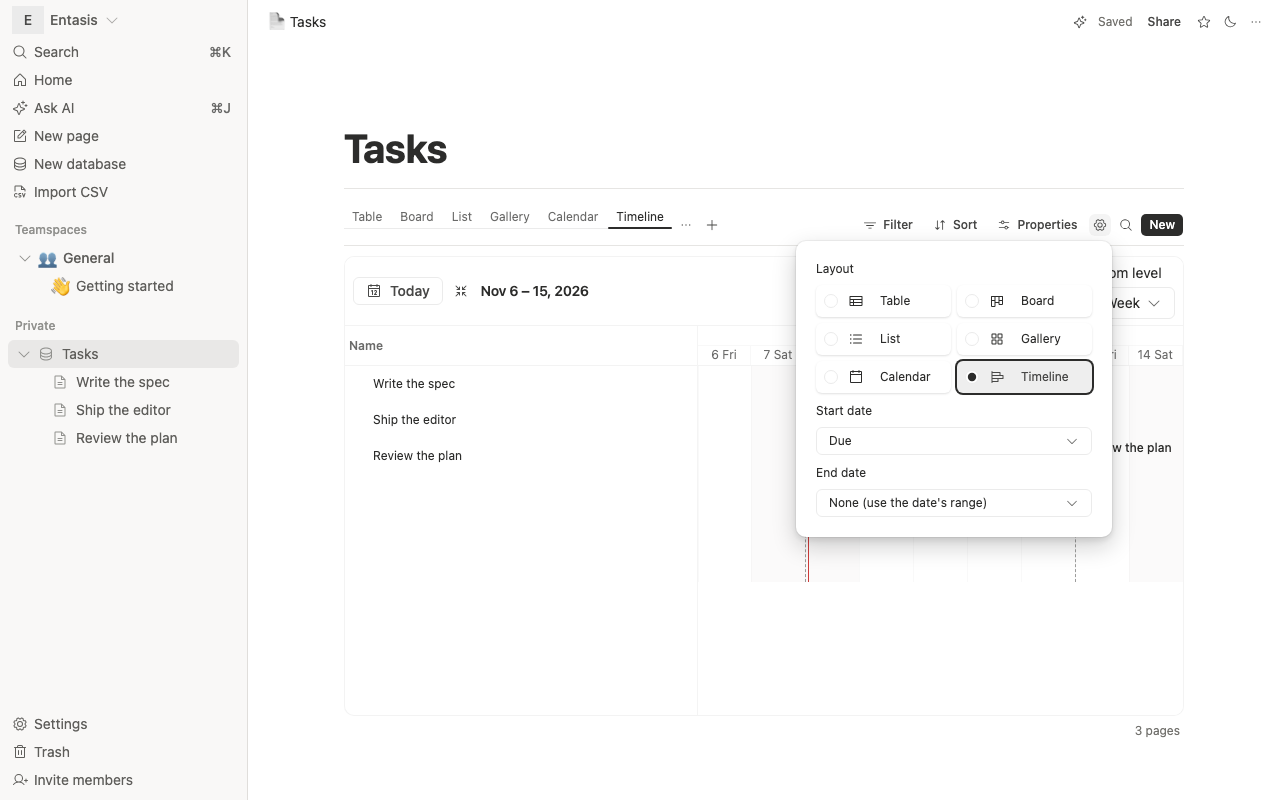 E Entasis
Search ⌘K
Home
Ask AI ⌘J
New page
New database
Import CSV
Teamspaces
General
Getting started
Private
Tasks
Write the spec
Ship the editor
Review the plan
Settings
Trash
Invite members
Tasks
Saved Share
Tasks
Table Board List Gallery Calendar Timeline
Filter Sort Properties New
Today Nov 6 – 15, 2026
level
Week
Name
6 Fri 7 Sat 14 Sat
Write the spec
Ship the editor
Review the plan
the plan
Layout
Table Board
List Gallery
Calendar Timeline
Start date
Due
End date
None (use the date's range)
3 pages